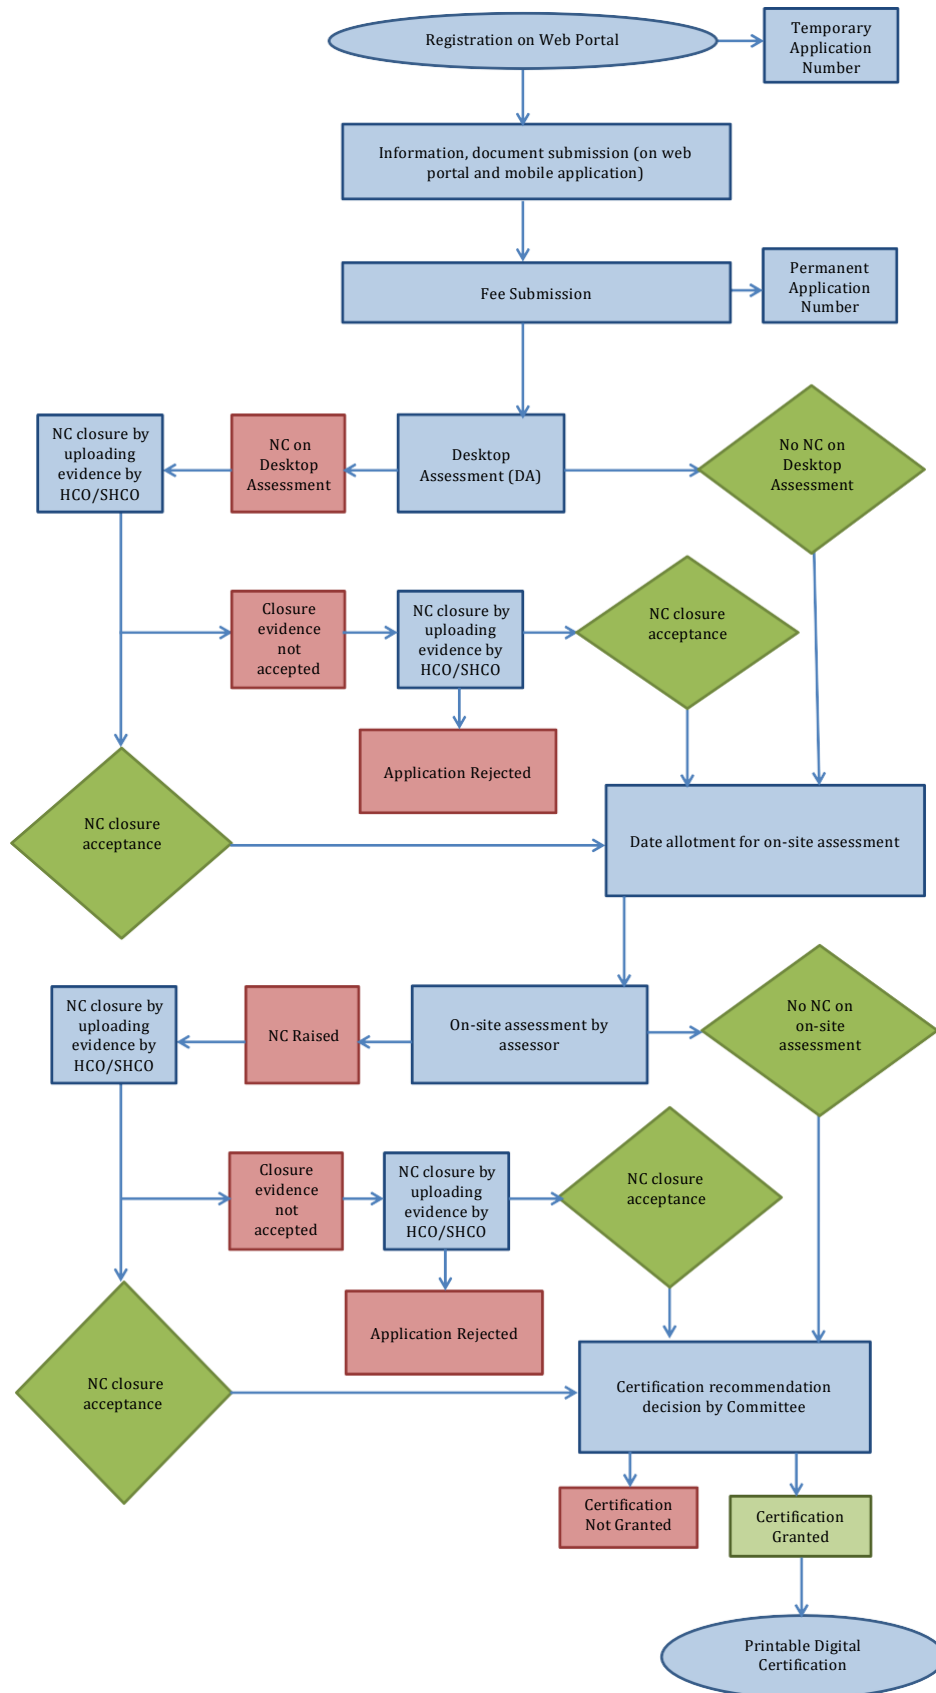 Registration on Web Portal
Temporary
Application
Number
Information, document submission (on web
portal and mobile application)
Fee Submission
Permanent
Application
Number
NC closure by
uploading
evidence by
HCO/SHCO
NC on
Desktop
Assessment
Desktop
Assessment (DA)
No NC on
Desktop
Assessment
Closure
evidence
not
accepted
NC closure by
uploading
evidence by
HCO/SHCO
NC closure
acceptance
Application Rejected
NC closure
acceptance
Date allotment for on-site assessment
NC closure by
uploading
evidence by
HCO/SHCO
NC Raised
On-site assessment by
assessor
No NC on
on-site
assessment
Closure
evidence
not
accepted
NC closure by
uploading
evidence by
HCO/SHCO
NC closure
acceptance
Application Rejected
NC closure
acceptance
Certification recommendation
decision by Committee
Certification
Not Granted
Certification
Granted
Printable Digital
Certification